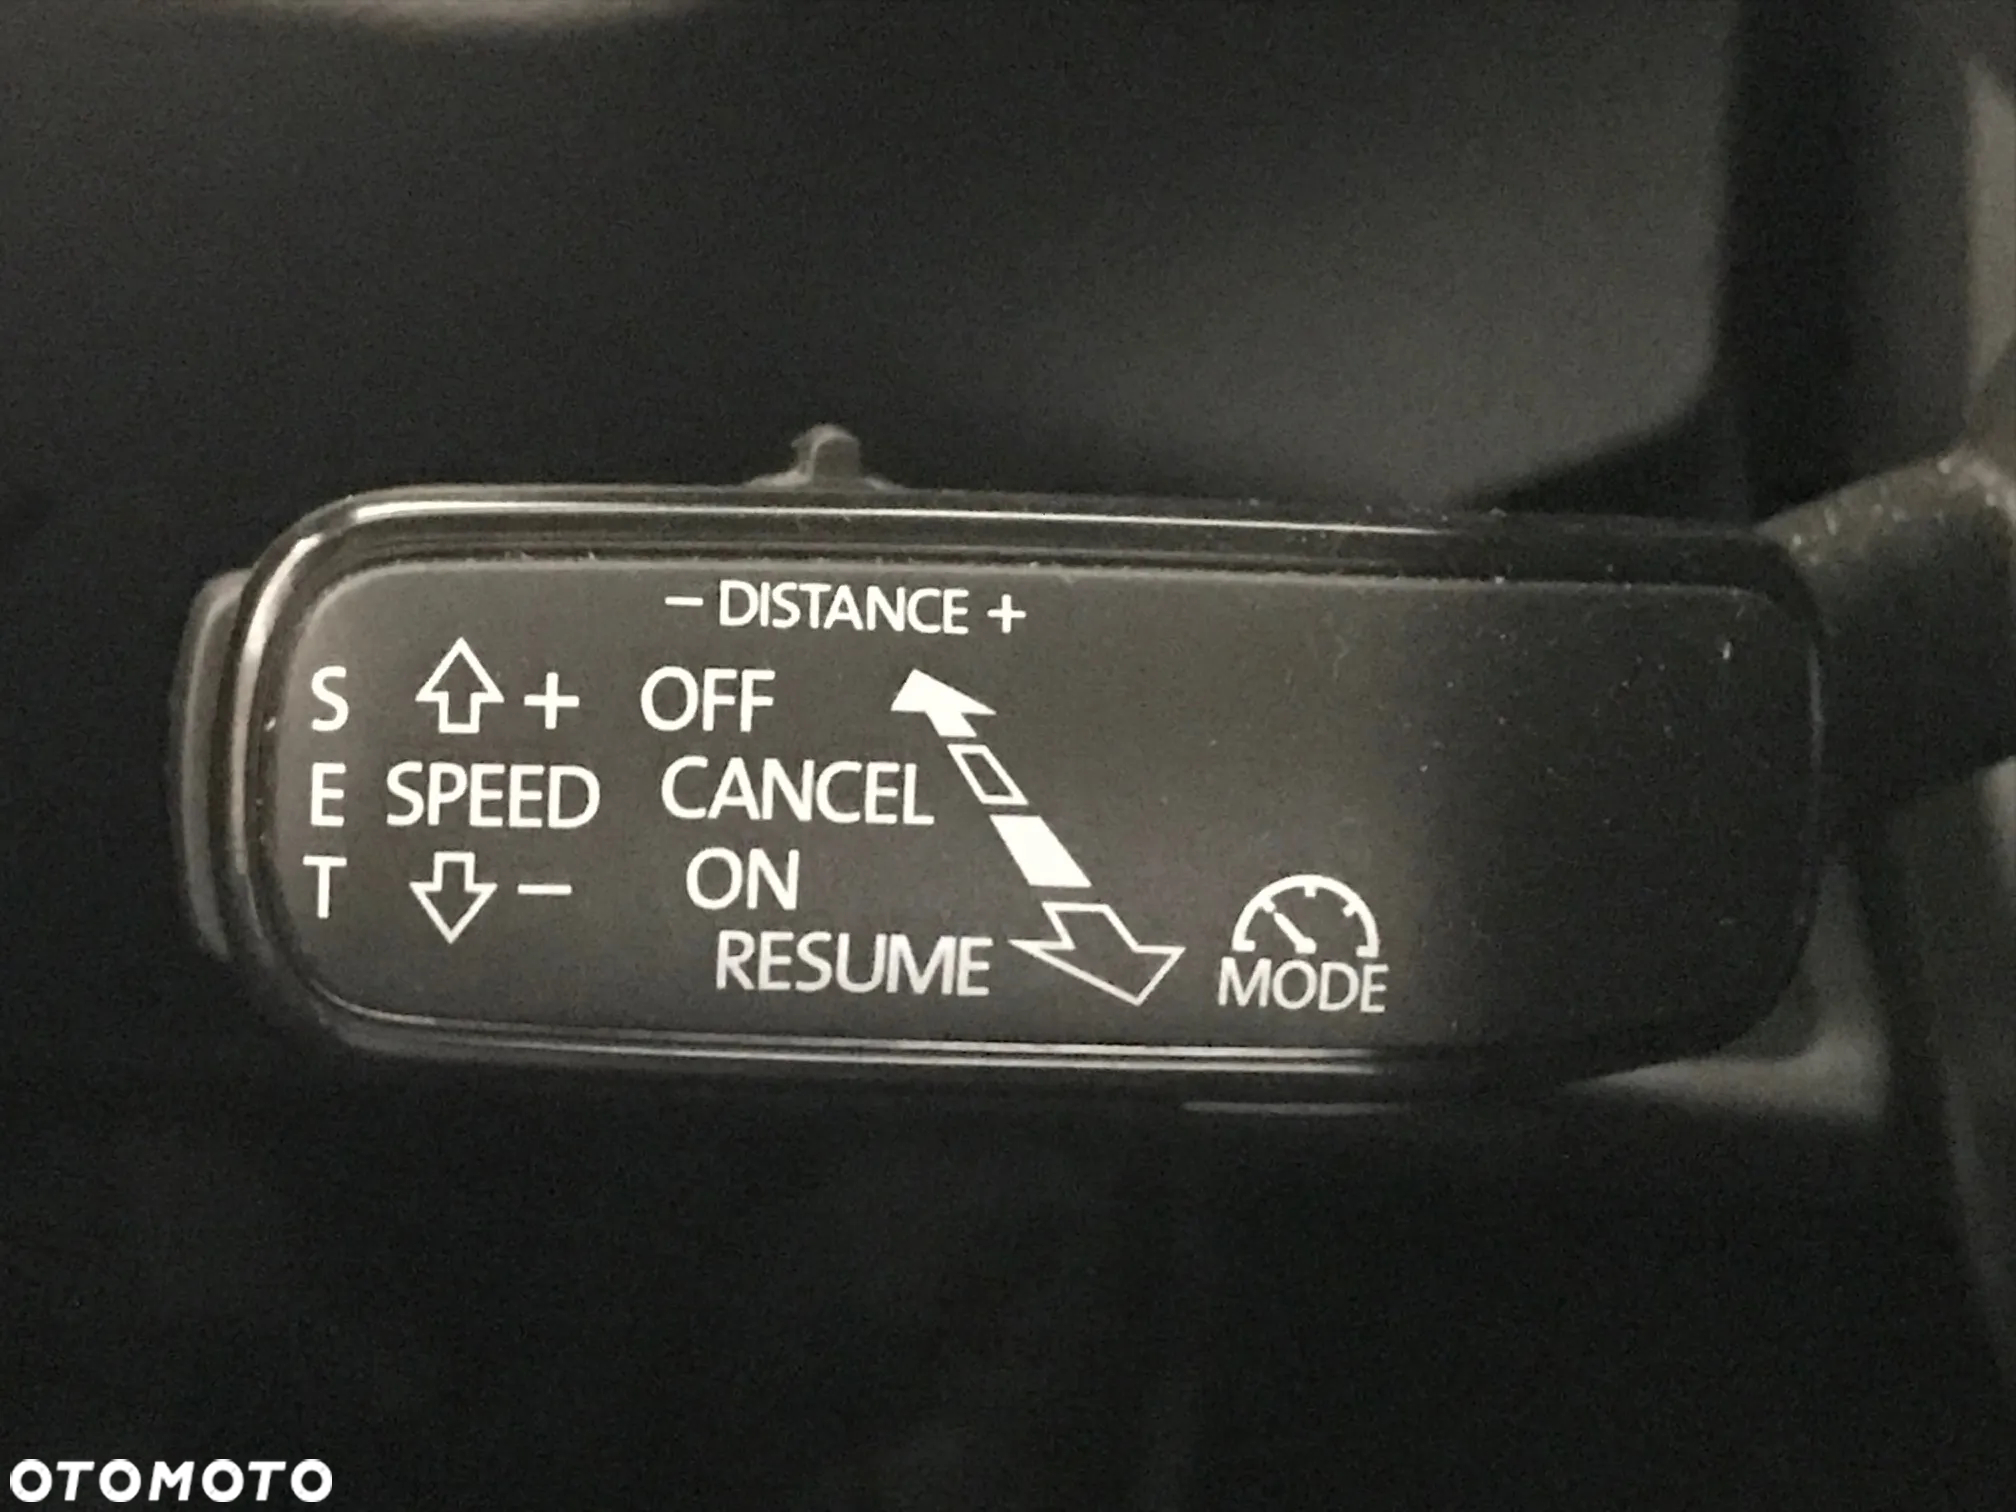 - DISTANCE +
S + OFF
E SPEED CANCEL
T - ON
RESUME
MODE
OTOMOTO